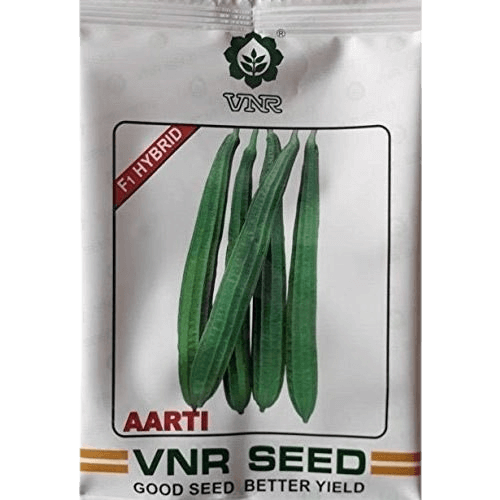 ®
VNR
F1 HYBRID
AARTI
VNR SEED
GOOD SEED BETTER YIELD